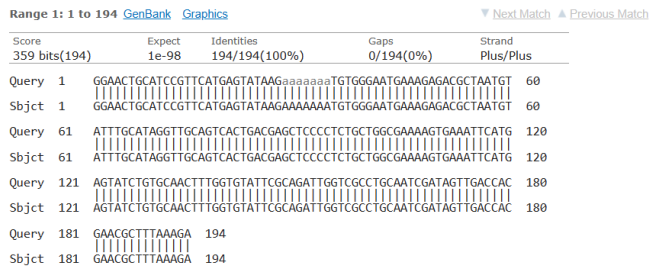 Range 1: 1 to 194 GenBank Graphics ▼ Next Match ▲ Previous Match
Score Expect Identities Gaps Strand
359 bits(194) 1e-98 194/194(100%) 0/194(0%) Plus/Plus
Query 1 GGAACTGCATCCGTTCATGAGTATAAGaaaaaaaTGTGGGAATGAAAGAGACGCTAATGT 60
Sbjct 1 GGAACTGCATCCGTTCATGAGTATAAGAAAAAAATGTGGGAATGAAAGAGACGCTAATGT 60
Query 61 ATTTGCATAGGTTGCAGTCACTGACGAGCTCCCCTCTGCTGGCGAAAAGTGAAATTCATG 120
Sbjct 61 ATTTGCATAGGTTGCAGTCACTGACGAGCTCCCCTCTGCTGGCGAAAAGTGAAATTCATG 120
Query 121 AGTATCTGTGCAACTTTGGTGTATTCGCAGATTGGTCGCCTGCAATCGATAGTTGACCAC 180
Sbjct 121 AGTATCTGTGCAACTTTGGTGTATTCGCAGATTGGTCGCCTGCAATCGATAGTTGACCAC 180
Query 181 GAACGCTTTAAAGA 194
Sbjct 181 GAACGCTTTAAAGA 194